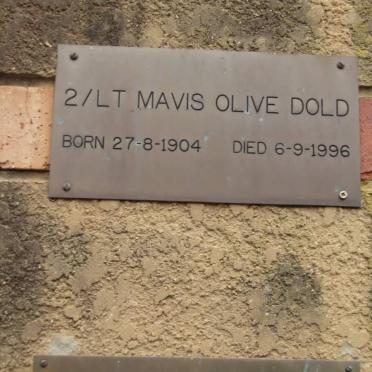 2/LT MAVIS OLIVE DOLD
BORN 27-8-1904 DIED 6-9-1996